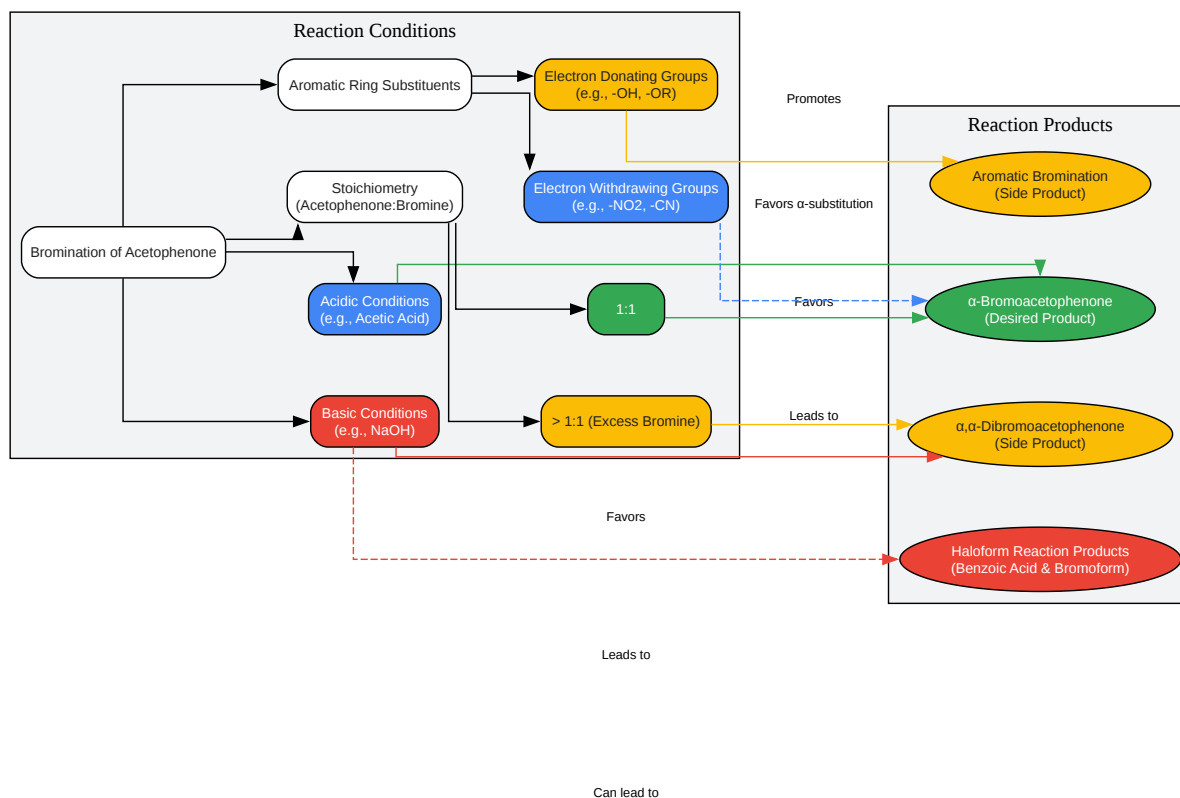 Reaction Conditions
Aromatic Ring Substituents
Electron Donating Groups
(e.g., -OH, -OR)
Promotes
Reaction Products
Aromatic Bromination
(Side Product)
Stoichiometry
(Acetophenone:Bromine)
Electron Withdrawing Groups
(e.g., -NO2, -CN)
Favors α-substitution
Bromination of Acetophenone
Acidic Conditions
(e.g., Acetic Acid)
1:1
Favors
α-Bromoacetophenone
(Desired Product)
Basic Conditions
(e.g., NaOH)
> 1:1 (Excess Bromine)
Leads to
α,α-Dibromoacetophenone
(Side Product)
Favors
Haloform Reaction Products
(Benzoic Acid & Bromoform)
Leads to
Can lead to